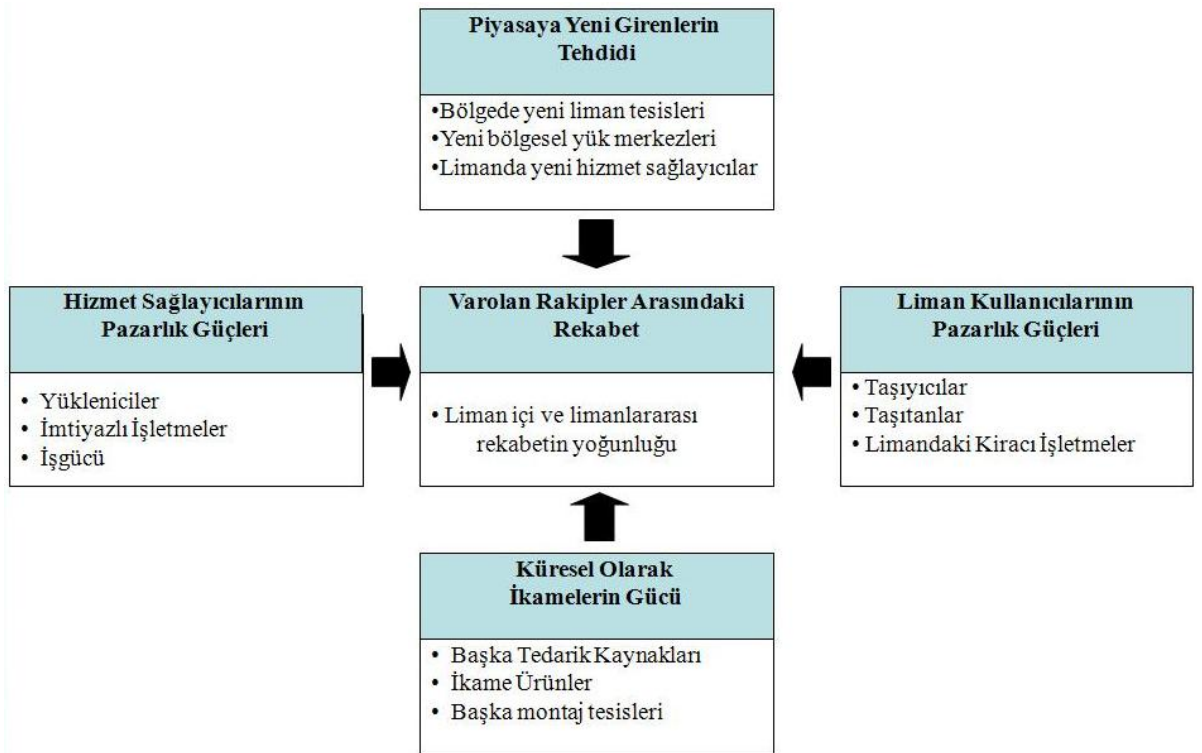 Piyasaya Yeni Girenlerin
Tehdidi
•Bölgede yeni liman tesisleri
•Yeni bölgesel yük merkezleri
•Limanda yeni hizmet sağlayıcılar
Hizmet Sağlayıcılarının
Pazarlık Güçleri
• Yükleniciler
• İmtiyazlı İşletmeler
• İşgücü
Varolan Rakipler Arasındaki
Rekabet
• Liman içi ve limanlararası
rekabetin yoğunluğu
Liman Kullanıcılarının
Pazarlık Güçleri
• Taşıyıcılar
• Taşıtanlar
• Limandaki Kiracı İşletmeler
Küresel Olarak
İkamelerin Gücü
• Başka Tedarik Kaynakları
• İkame Ürünler
• Başka montaj tesisleri